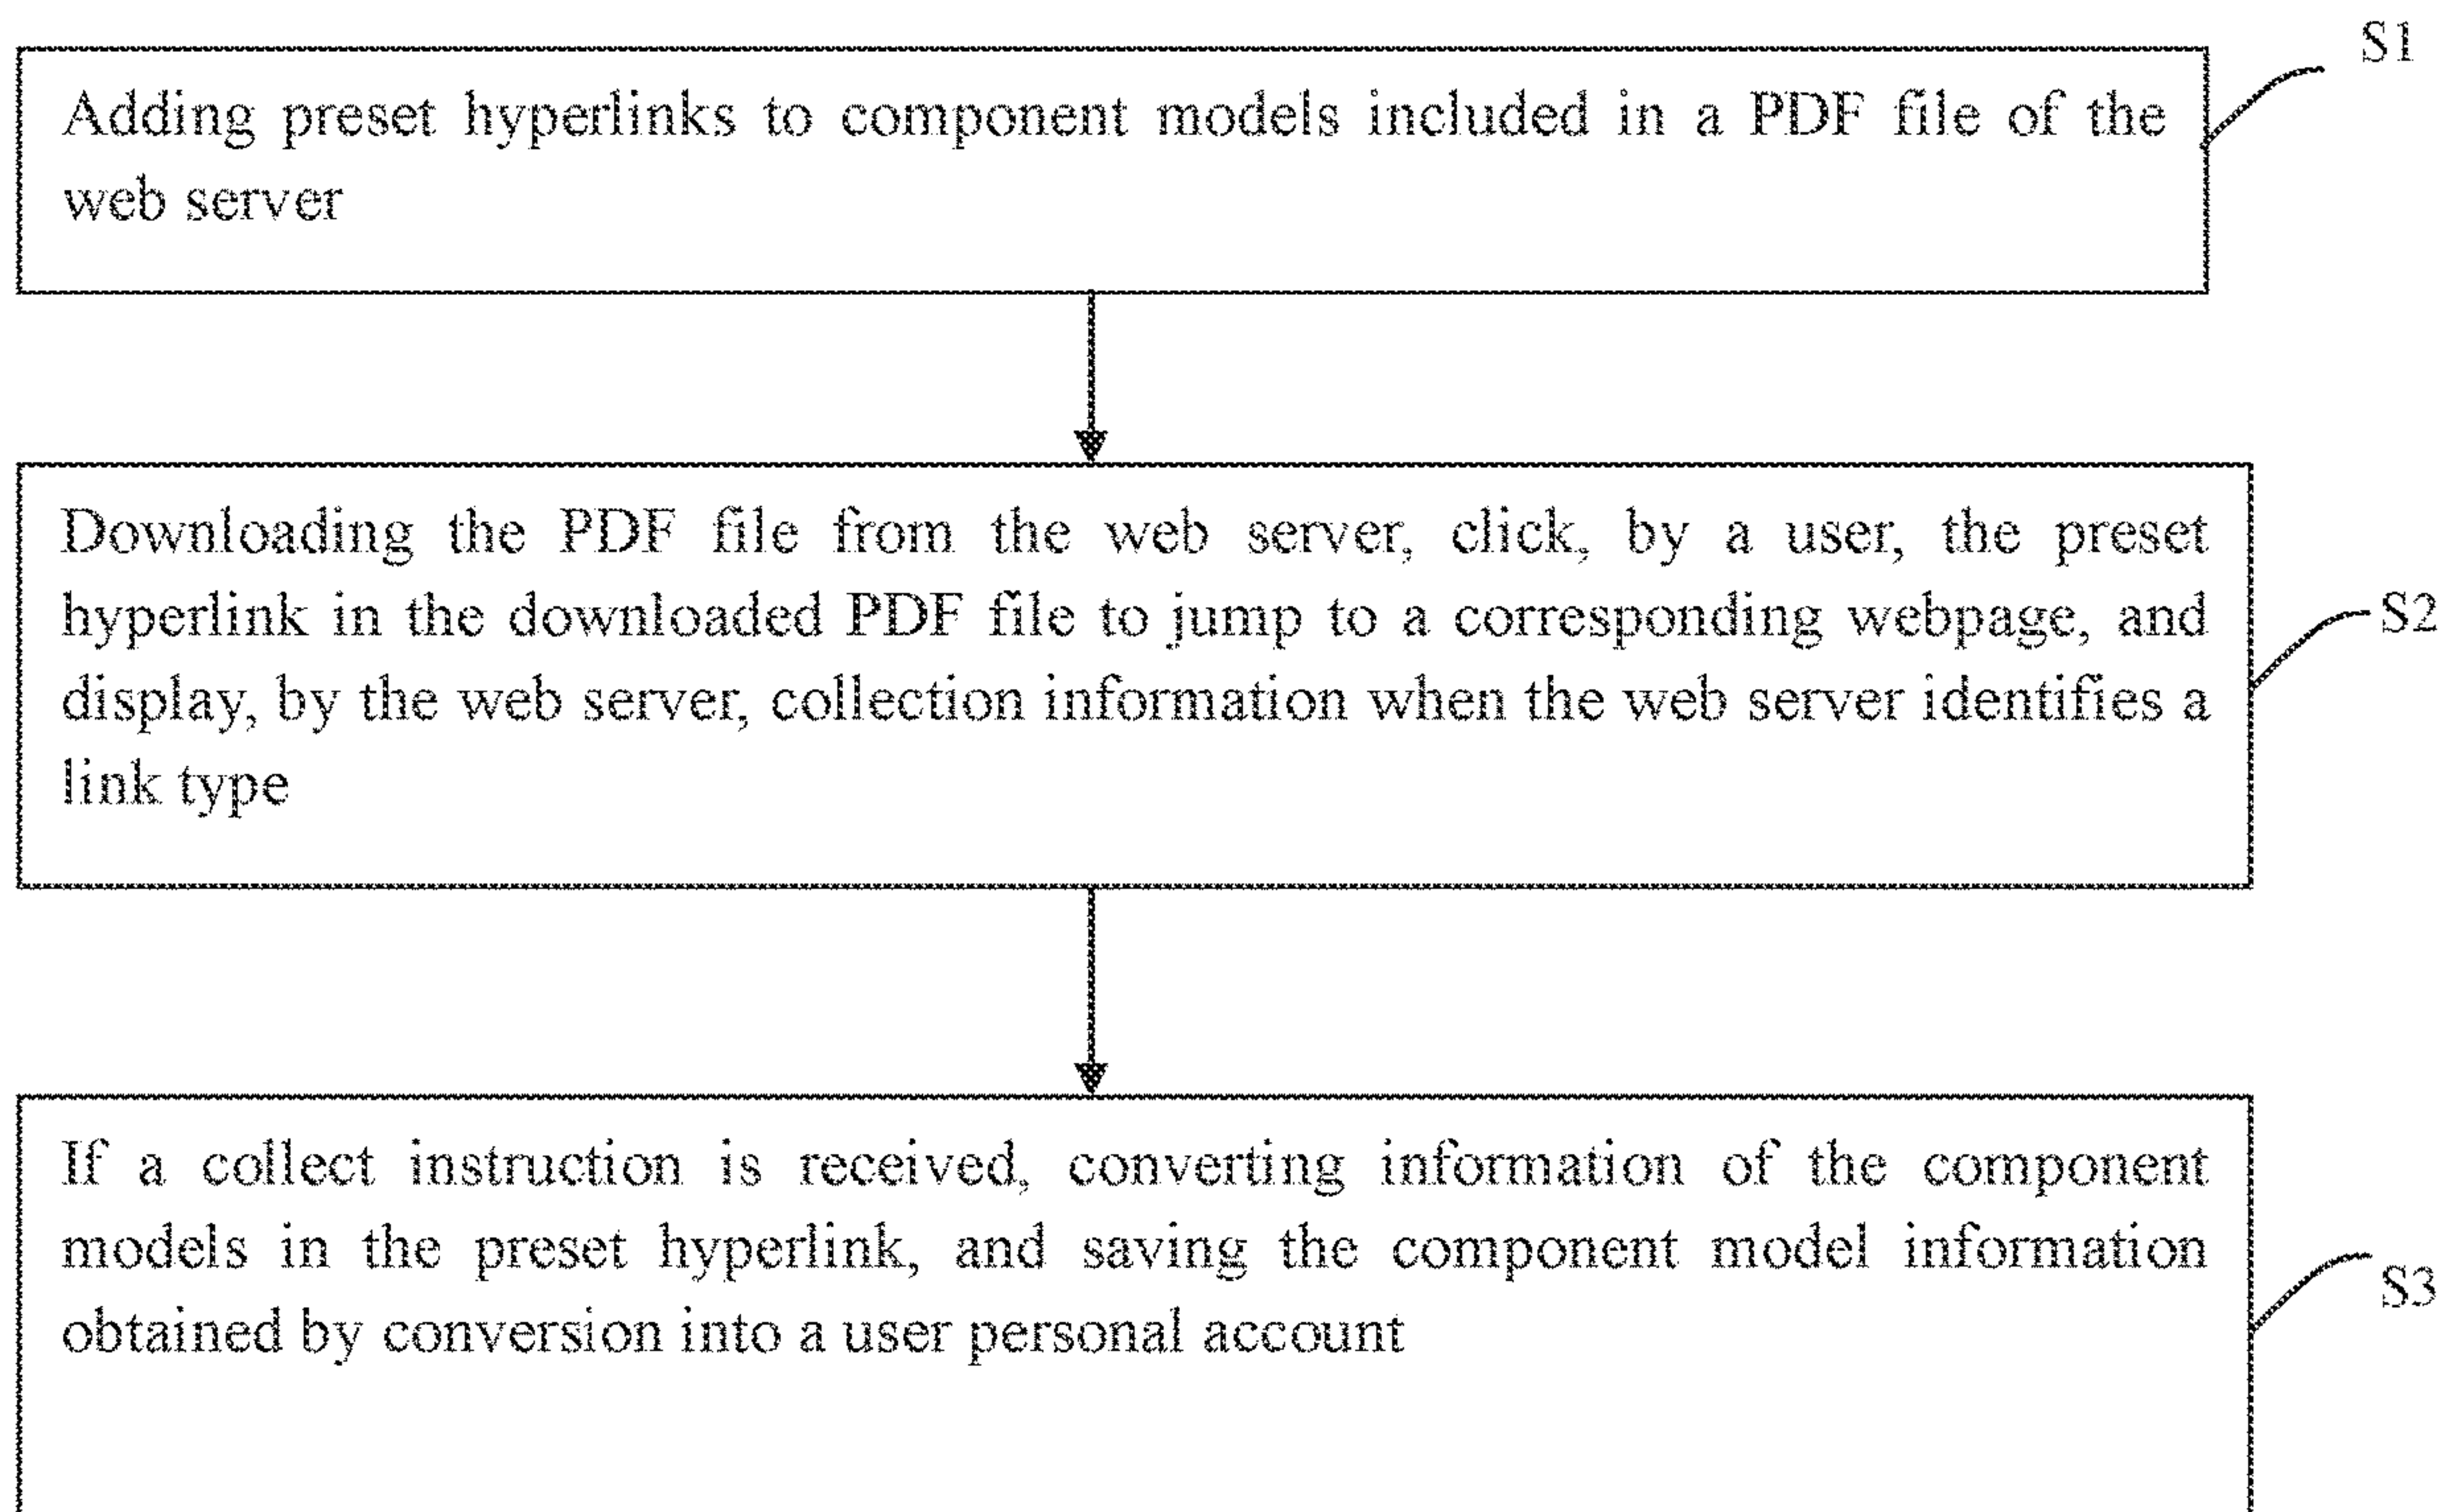 S1
Adding preset hyperlinks to component models included in a PDF file of the
web server
Downloading the PDF file from the web server, click, by a user, the preset
hyperlink in the downloaded PDF file to jump to a corresponding webpage, and
display, by the web server, collection information when the web server identifies a
link type
S2
If a collect instruction is received, converting information of the component
models in the preset hyperlink, and saving the component model information
obtained by conversion into a user personal account
S3